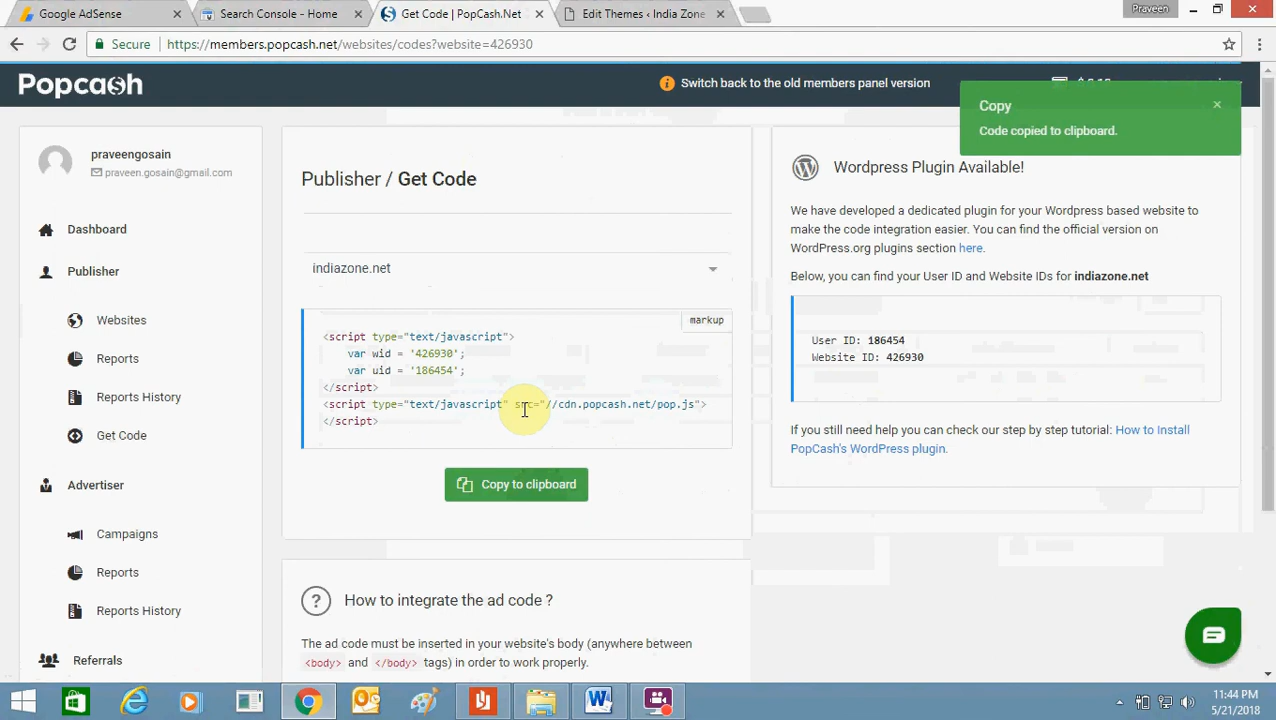 Google AdSense
Search Console - Home
Get Code | PopCash.Net
Edit Themes ‹ India Zone
Praveen
Secure
https://members.popcash.net/websites/codes?website=426930
Popcash
Switch back to the old members panel version
Copy
Code copied to clipboard.
praveengosain
praveen.gosain@gmail.com
Dashboard
Publisher
Websites
Reports
Reports History
Get Code
Advertiser
Campaigns
Reports
Reports History
Referrals
Publisher / Get Code
indiazone.net
markup
<script type="text/javascript">
var wid = '426930';
var uid = '186454';
</script>
<script type="text/javascript" src="//cdn.popcash.net/pop.js">
</script>
Copy to clipboard
How to integrate the ad code ?
The ad code must be inserted in your website's body (anywhere between
<body> and </body> tags) in order to work properly.
Wordpress Plugin Available!
We have developed a dedicated plugin for your Wordpress based website to
make the code integration easier. You can find the official version on
WordPress.org plugins section here.
Below, you can find your User ID and Website IDs for indiazone.net
User ID: 186454
Website ID: 426930
If you still need help you can check our step by step tutorial: How to Install
PopCash's WordPress plugin.
11:44 PM
5/21/2018